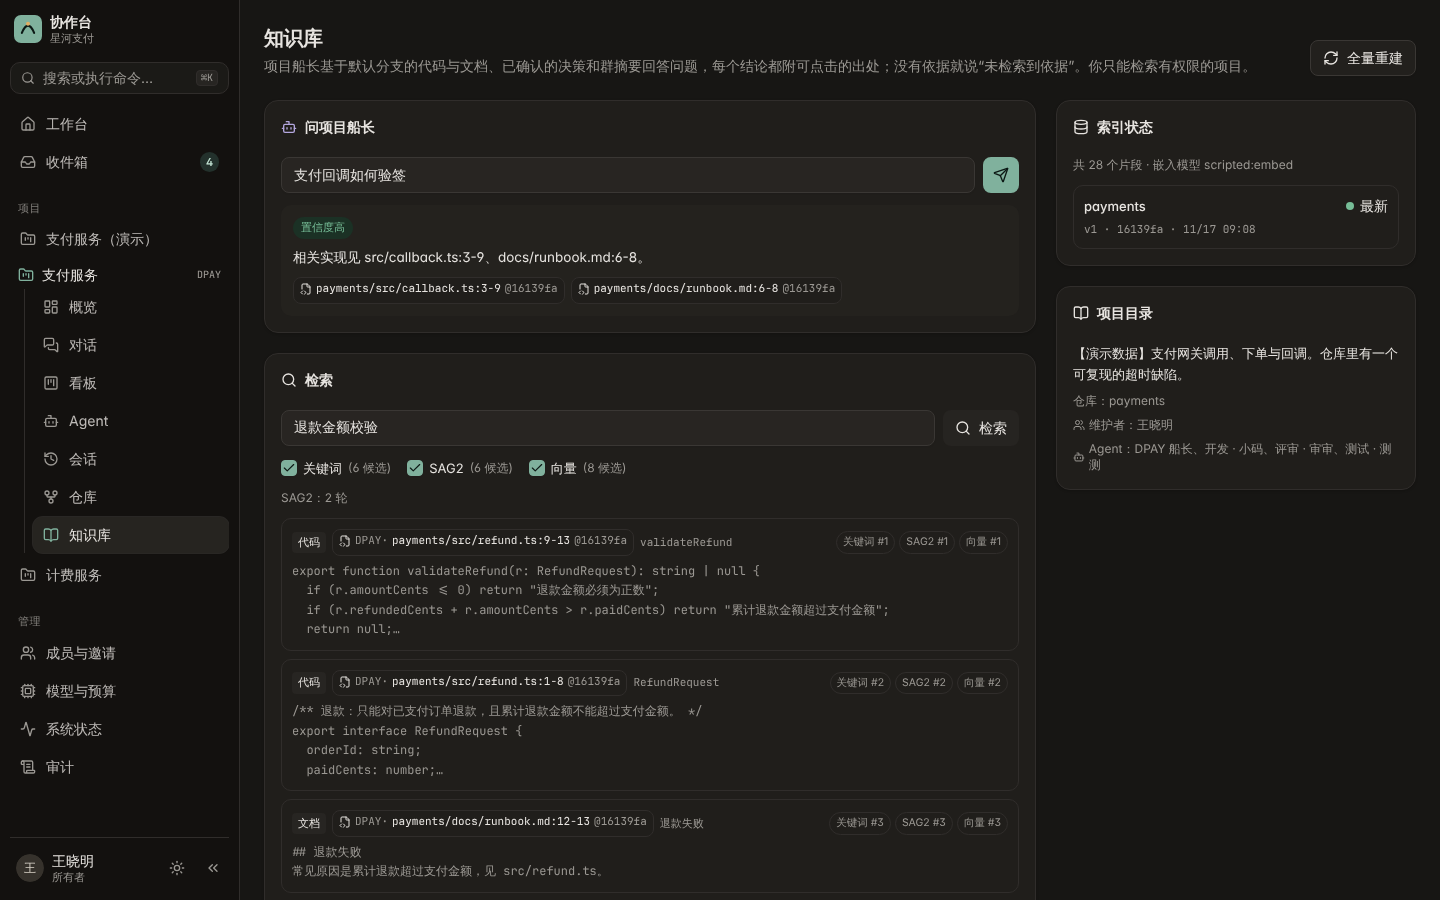 协作台
星河支付
搜索或执行命令... ⌘K
工作台
收件箱 4
项目
支付服务（演示）
支付服务 DPAY
概览
对话
看板
Agent
会话
仓库
知识库
计费服务
管理
成员与邀请
模型与预算
系统状态
审计
王 王晓明
所有者
知识库
项目船长基于默认分支的代码与文档、已确认的决策和群摘要回答问题，每个结论都附可点击的出处；没有依据就说“未检索到依据”。你只能检索有权限的项目。
全量重建
问项目船长
支付回调如何验签
置信度高
相关实现见 src/callback.ts:3-9、docs/runbook.md:6-8。
payments/src/callback.ts:3-9 @16139fa payments/docs/runbook.md:6-8 @16139fa
检索
退款金额校验 检索
关键词 (6 候选) SAG2 (6 候选) 向量 (8 候选)
SAG2：2 轮
代码 DPAY· payments/src/refund.ts:9-13 @16139fa validateRefund 关键词 #1 SAG2 #1 向量 #1
export function validateRefund(r: RefundRequest): string | null {
if (r.amountCents <= 0) return "退款金额必须为正数";
if (r.refundedCents + r.amountCents > r.paidCents) return "累计退款金额超过支付金额";
return null;…
代码 DPAY· payments/src/refund.ts:1-8 @16139fa RefundRequest 关键词 #2 SAG2 #2 向量 #2
/** 退款：只能对已支付订单退款，且累计退款金额不能超过支付金额。 */
export interface RefundRequest {
orderId: string;
paidCents: number;…
文档 DPAY· payments/docs/runbook.md:12-13 @16139fa 退款失败 关键词 #3 SAG2 #3 向量 #3
## 退款失败
常见原因是累计退款超过支付金额，见 src/refund.ts。
索引状态
共 28 个片段 · 嵌入模型 scripted:embed
payments 最新
v1 · 16139fa · 11/17 09:08
项目目录
【演示数据】支付网关调用、下单与回调。仓库里有一个
可复现的超时缺陷。
仓库：payments
维护者：王晓明
Agent：DPAY 船长、开发 · 小码、评审 · 审审、测试 · 测
测